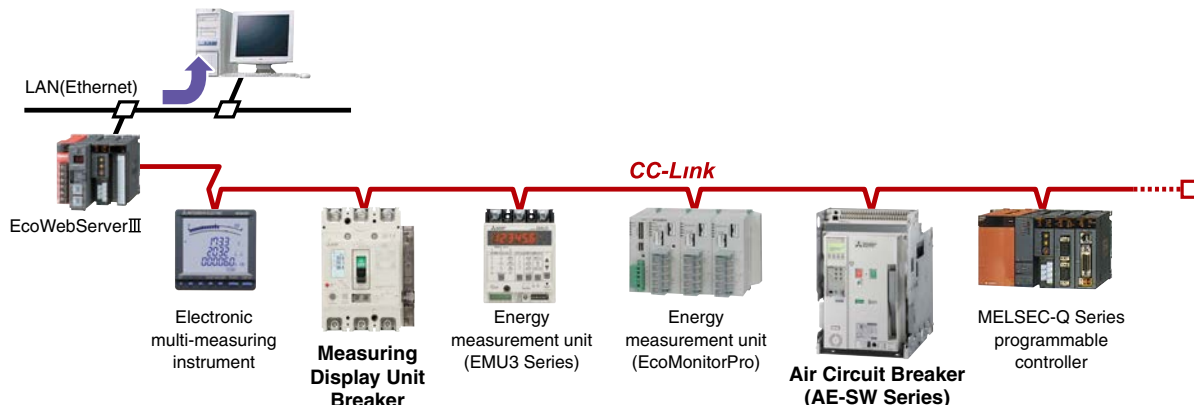 LAN(Ethernet)
CC-Link
EcoWebServerⅢ
Electronic
multi-measuring
instrument
Measuring
Display Unit
Breaker
Energy
measurement unit
(EMU3 Series)
Energy
measurement unit
(EcoMonitorPro)
Air Circuit Breaker
(AE-SW Series)
MELSEC-Q Series
programmable
controller